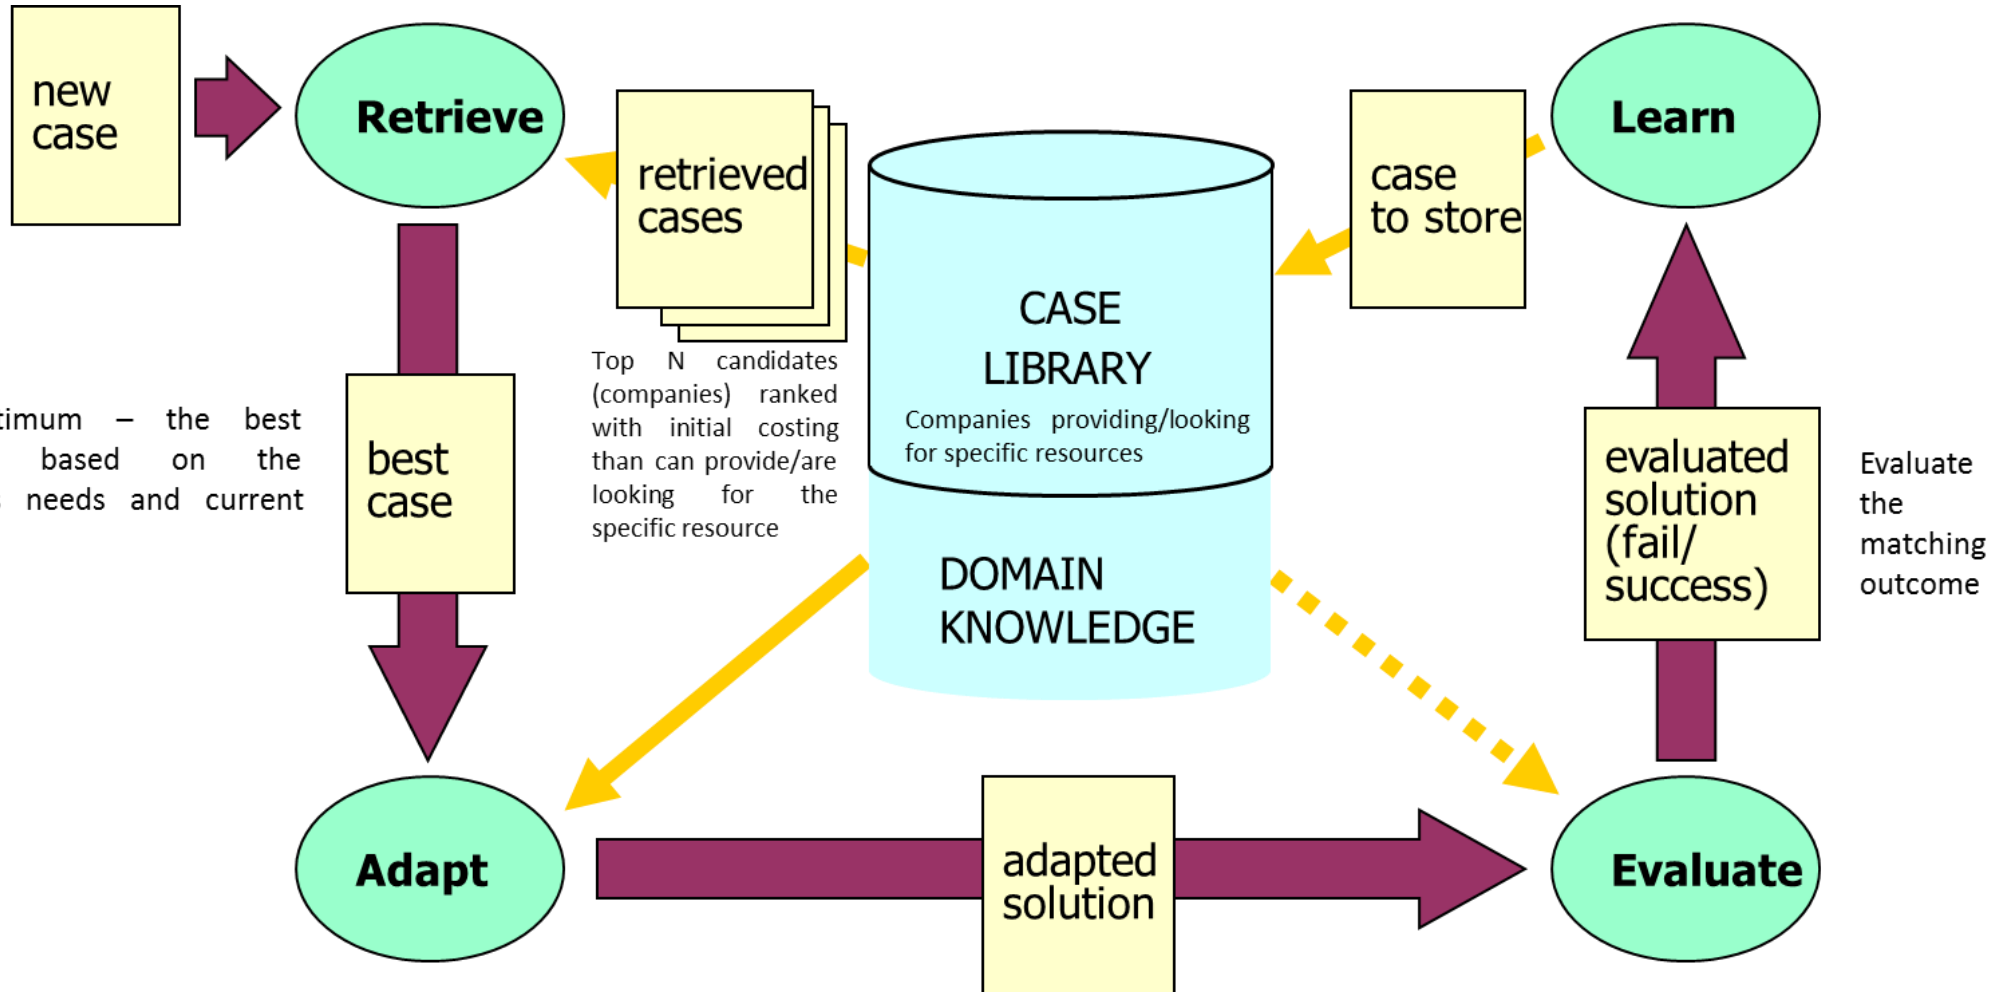 new
case
Retrieve
retrieved
cases
Top N candidates
(companies) ranked
with initial costing
than can provide/are
looking for the
specific resource
CASE
LIBRARY
Companies providing/looking
for specific resources
DOMAIN
KNOWLEDGE
case
to store
Learn
– the best
based on the
needs and current
best
case
evaluated
solution
(fail/
success)
Evaluate
the
matching
outcome
Adapt
adapted
solution
Evaluate